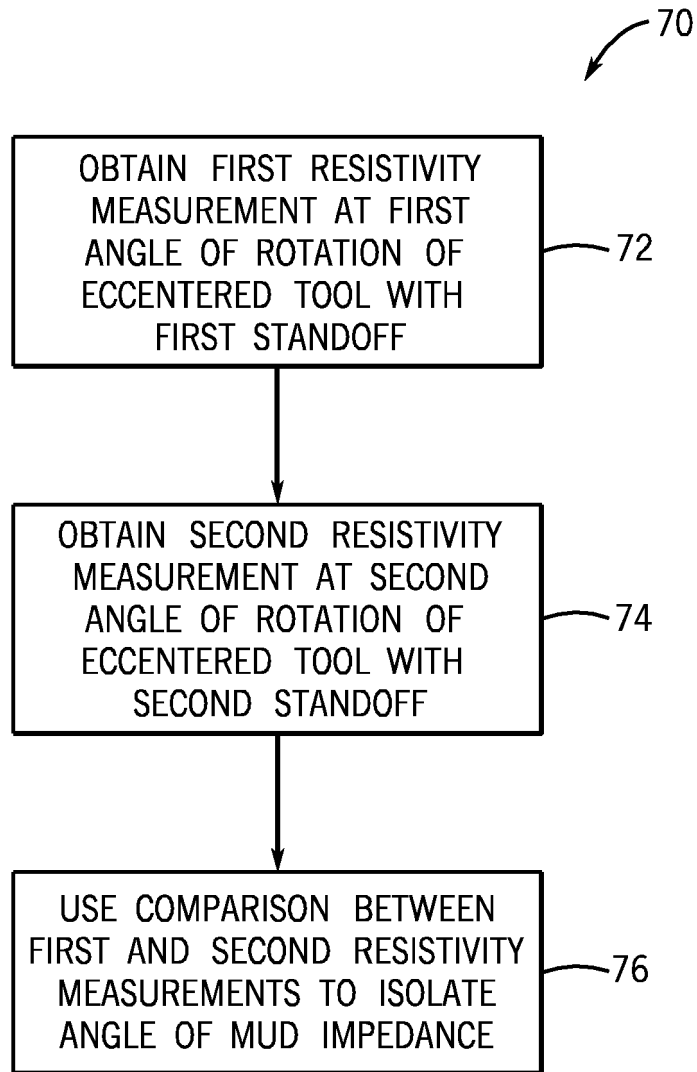 70
OBTAIN FIRST RESISTIVITY
MEASUREMENT AT FIRST
ANGLE OF ROTATION OF
ECCENTERED TOOL WITH
FIRST STANDOFF
72
OBTAIN SECOND RESISTIVITY
MEASUREMENT AT SECOND
ANGLE OF ROTATION OF
ECCENTERED TOOL WITH
SECOND STANDOFF
74
USE COMPARISON BETWEEN
FIRST AND SECOND RESISTIVITY
MEASUREMENTS TO ISOLATE
ANGLE OF MUD IMPEDANCE
76